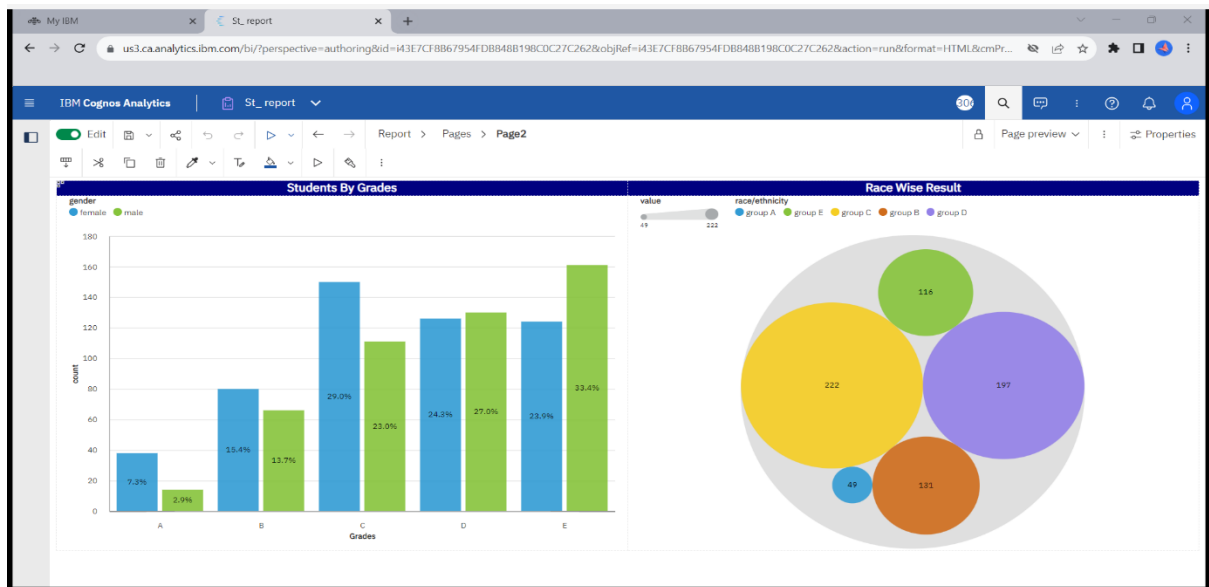 My IBM
St_ report
us3.ca.analytics.ibm.com/bi/?perspective=authoring&id=i43E7CF8B67954FDB848B198C0C27C262&objRef=i43E7CF8B67954FDB848B198C0C27C262&action=run&format=HTML&cmPr...
IBM Cognos Analytics
St_ report
306
Edit
Report > Pages > Page2
Page preview
Properties
Students By Grades
gender
female male
180
160
140
120
100
80
60
40
20
0
count
7.3%
2.9%
15.4%
13.7%
29.0%
23.0%
24.3%
27.0%
23.9%
33.4%
A B C D E
Grades
Race Wise Result
value
49 222
race/ethnicity
group A group E group C group B group D
116
222
197
49
131